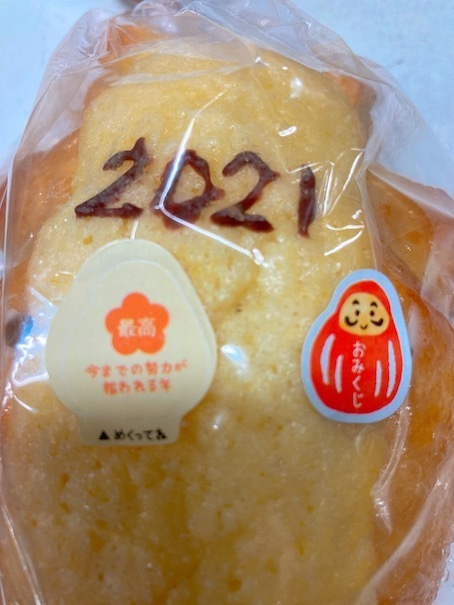 2021
最高
今までの努力が
報われる年
▲めくってね
おみくじ